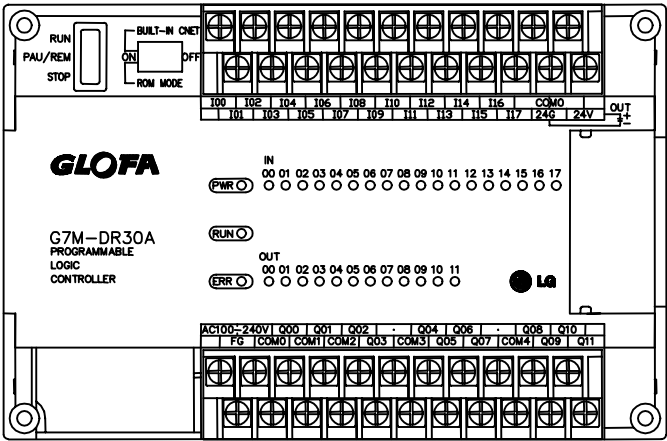 RUN
PAU/REM
STOP
BUILT-IN CNET
ON OFF
ROM MODE
I00 I02 I04 I06 I08 I10 I12 I14 I16 COM0
I01 I03 I05 I07 I09 I11 I13 I15 I17 24G 24V
OUT
+
−
GLOFA
G7M-DR30A
PROGRAMMABLE
LOGIC
CONTROLLER
IN
00 01 02 03 04 05 06 07 08 09 10 11 12 13 14 15 16 17
PWR
RUN
OUT
00 01 02 03 04 05 06 07 08 09 10 11
ERR
LG
AC100-240V Q00 Q01 Q02 . Q04 Q06 . Q08 Q10
FG COM0 COM1 COM2 Q03 COM3 Q05 Q07 COM4 Q09 Q11